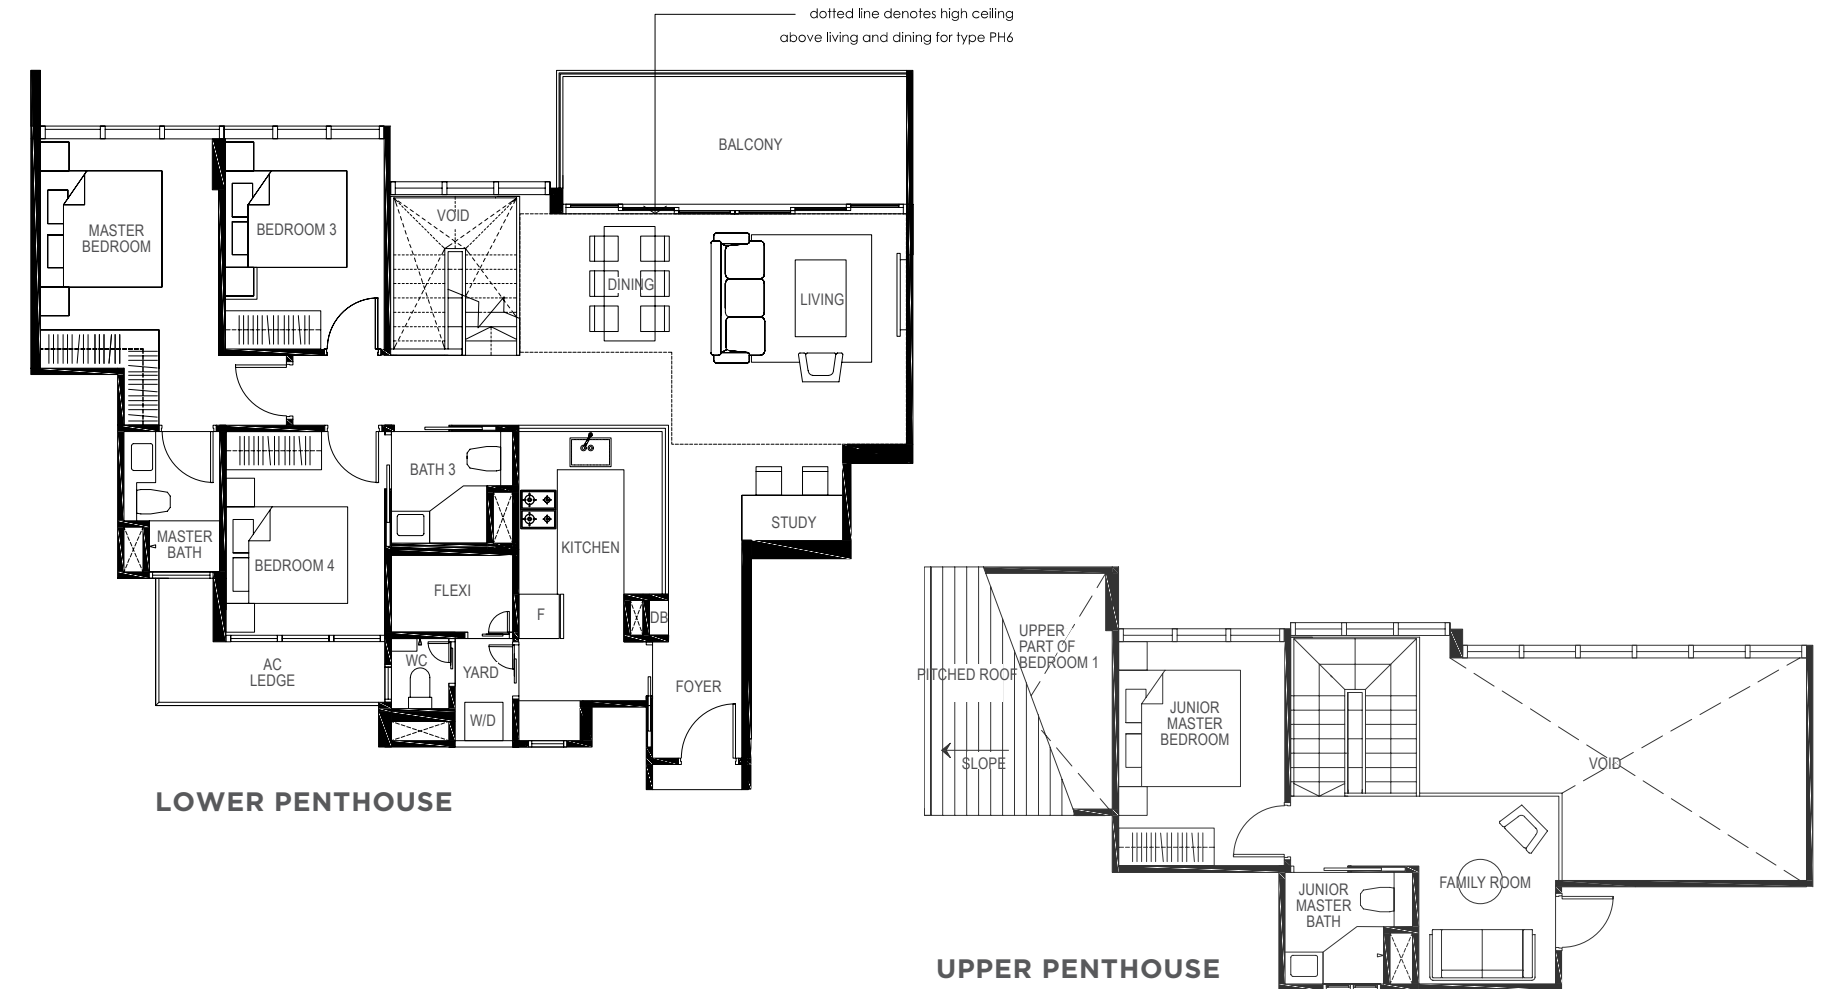 dotted line denotes high ceiling
above living and dining for type PH6
BALCONY
VOID
MASTER
BEDROOM
BEDROOM 3
DINING
LIVING
BATH 3
STUDY
MASTER
BATH
KITCHEN
BEDROOM 4
FLEXI
F
DB
WC
YARD
AC
LEDGE
FOYER
W/D
LOWER PENTHOUSE
UPPER
PART OF
BEDROOM 1
PITCHED ROOF
SLOPE
JUNIOR
MASTER
BEDROOM
VOID
FAMILY ROOM
JUNIOR
MASTER
BATH
UPPER PENTHOUSE